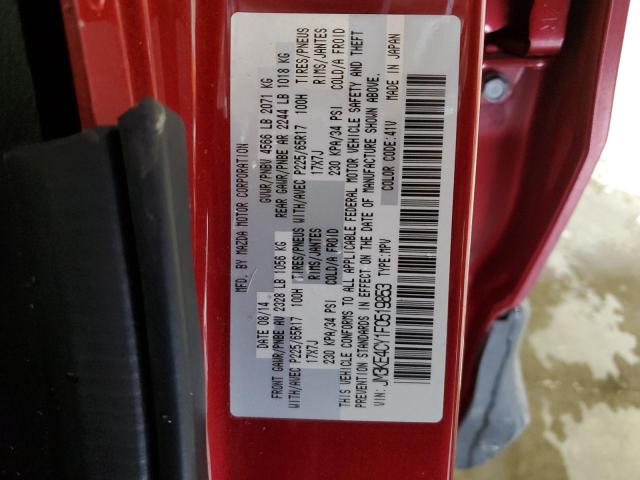 MFD. BY MAZDA MOTOR CORPORATION
DATE 08/14 GVWR/PNBV 4566 LB 2071 KG
FRONT GAWR/PNBE AV 2328 LB 1056 KG REAR GAWR/PNBE AR 2244 LB 1018 KG
WITH/AVEC P225/65R17 100H TIRES/PNEUS WITH/AVEC P225/65R17 100H TIRES/PNEUS
17X7J RIMS/JANTES 17X7J RIMS/JANTES
230 KPA/34 PSI COLD/A FROID 230 KPA/34 PSI COLD/A FROID
THIS VEHICLE CONFORMS TO ALL APPLICABLE FEDERAL MOTOR VEHICLE SAFETY AND THEFT
PREVENTION STANDARDS IN EFFECT ON THE DATE OF MANUFACTURE SHOWN ABOVE.
VIN: JM3KE4CY1F0519863 TYPE: MPV COLOR CODE: 41V MADE IN JAPAN